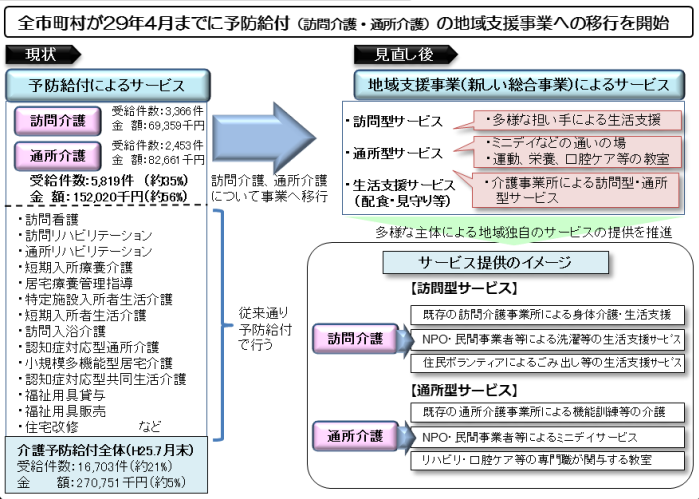 全市町村が29年4月までに予防給付（訪問介護・通所介護）の地域支援事業への移行を開始
現状
予防給付によるサービス
訪問介護
受給件数:3,366件
金　額:69,359千円
通所介護
受給件数:2,453件
金　額:82,661千円
受給件数:5,819件（約35%）
金　額:152,020千円(約56%)
・訪問看護
・訪問リハビリテーション
・通所リハビリテーション
・短期入所療養介護
・居宅療養管理指導
・特定施設入所者生活介護
・短期入所者生活介護
・訪問入浴介護
・認知症対応型通所介護
・小規模多機能型居宅介護
・認知症対応型共同生活介護
・福祉用具貸与
・福祉用具販売
・住宅改修　　　など
介護予防給付全体(H25.7月末)
受給件数:16,703件(約21%)
金　　額:270,751千円(約5%)
訪問介護、通所介護
について事業へ移行
従来通り
予防給付
で行う
見直し後
地域支援事業(新しい総合事業)によるサービス
・訪問型サービス
・多様な担い手による生活支援
・通所型サービス
・ミニデイなどの通いの場
・運動、栄養、口腔ケア等の教室
・生活支援サービス
（配食・見守り等）
・介護事業所による訪問型・通所
型サービス
多様な主体による地域独自のサービスの提供を推進
サービス提供のイメージ
【訪問型サービス】
訪問介護
既存の訪問介護事業所による身体介護・生活支援
NPO・民間事業者等による洗濯等の生活支援サービス
住民ボランティアによるごみ出し等の生活支援サービス
【通所型サービス】
通所介護
既存の通所介護事業所による機能訓練等の介護
NPO・民間事業者等によるミニデイサービス
リハビリ・口腔ケア等の専門職が関与する教室